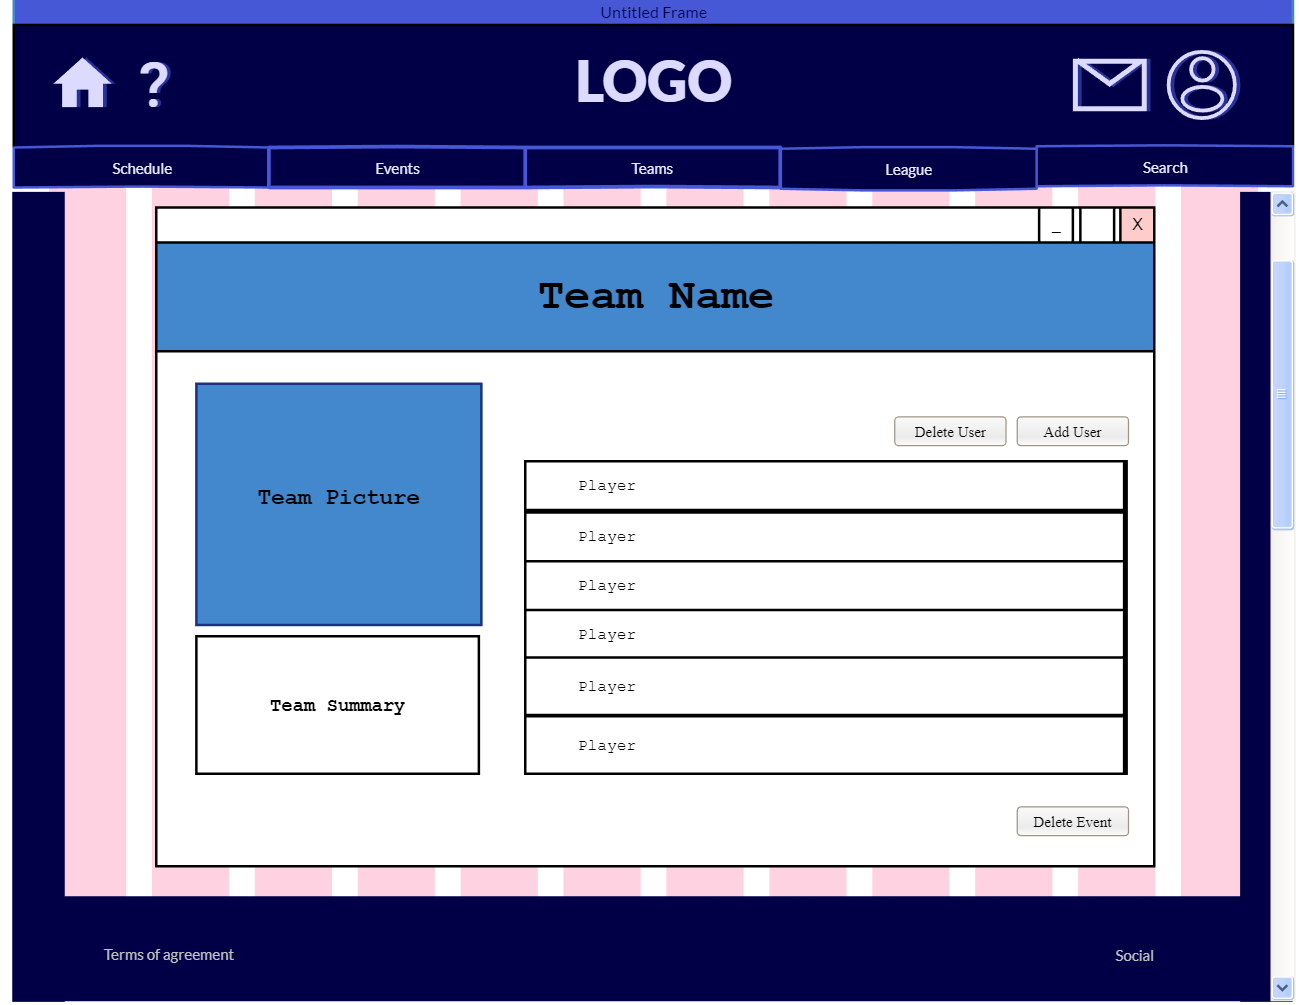 Untitled Frame
?
LOGO
Schedule
Events
Teams
League
Search
_
X
Team Name
Team Picture
Delete User
Add User
Player
Player
Player
Player
Player
Player
Team Summary
Delete Event
Terms of agreement
Social